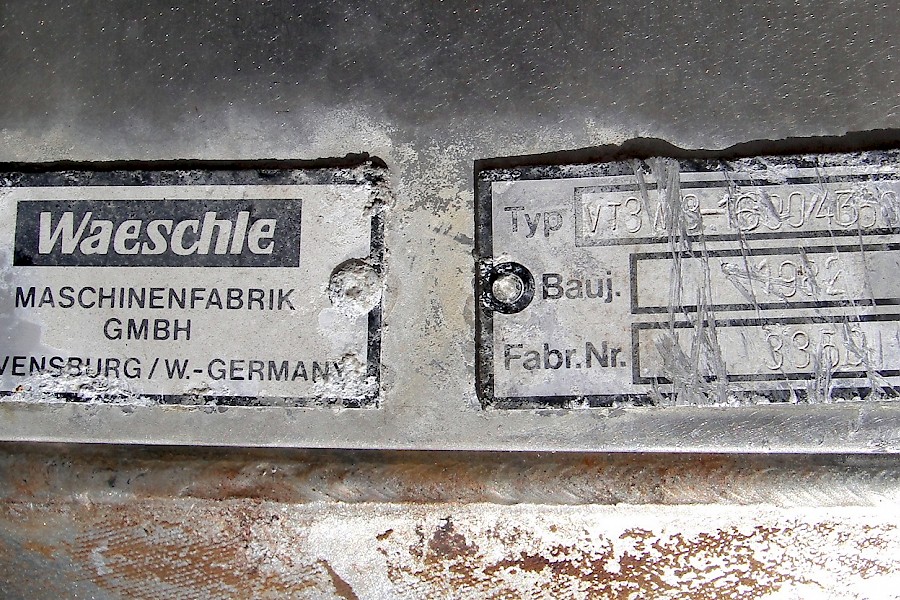 Waeschle
MASCHINENFABRIK
GMBH
VENSBURG / W.-GERMANY
Typ
Bauj. 1982
Fabr.Nr.